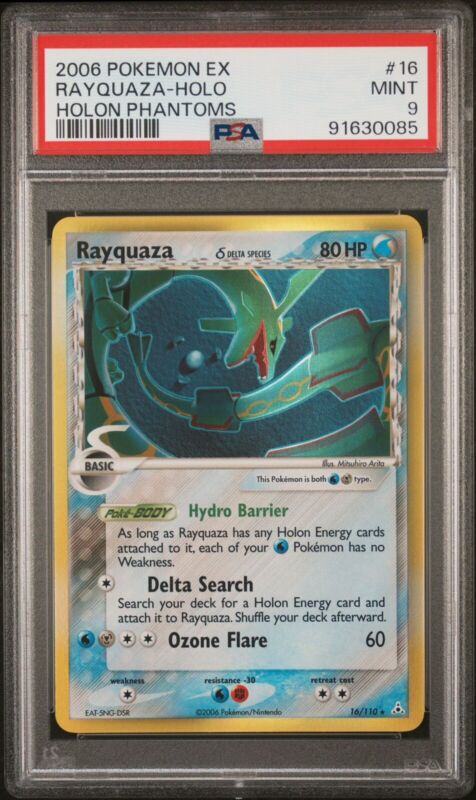 2006 POKEMON EX #16
RAYQUAZA-HOLO MINT
HOLON PHANTOMS 9
PSA 91630085
Rayquaza δ DELTA SPECIES 80 HP
BASIC
Illus. Mitsuhiro Arita
This Pokémon is both type.
Poké-BODY Hydro Barrier
As long as Rayquaza has any Holon Energy cards
attached to it, each of your Pokémon has no
Weakness.
Delta Search
Search your deck for a Holon Energy card and
attach it to Rayquaza. Shuffle your deck afterward.
Ozone Flare 60
weakness resistance -30 retreat cost
EAT-5NG-DSR ©2006 Pokémon/Nintendo 16/110 ★
PSA